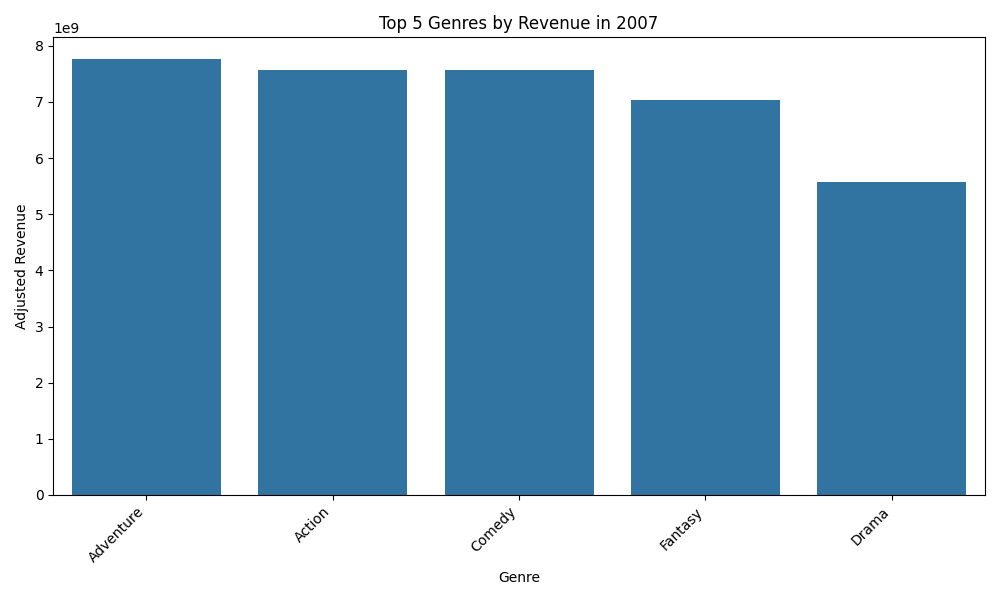 Top 5 Genres by Revenue in 2007
1e9
8
7
6
5
4
3
2
1
0
Adjusted Revenue
Adventure
Action
Comedy
Fantasy
Drama
Genre